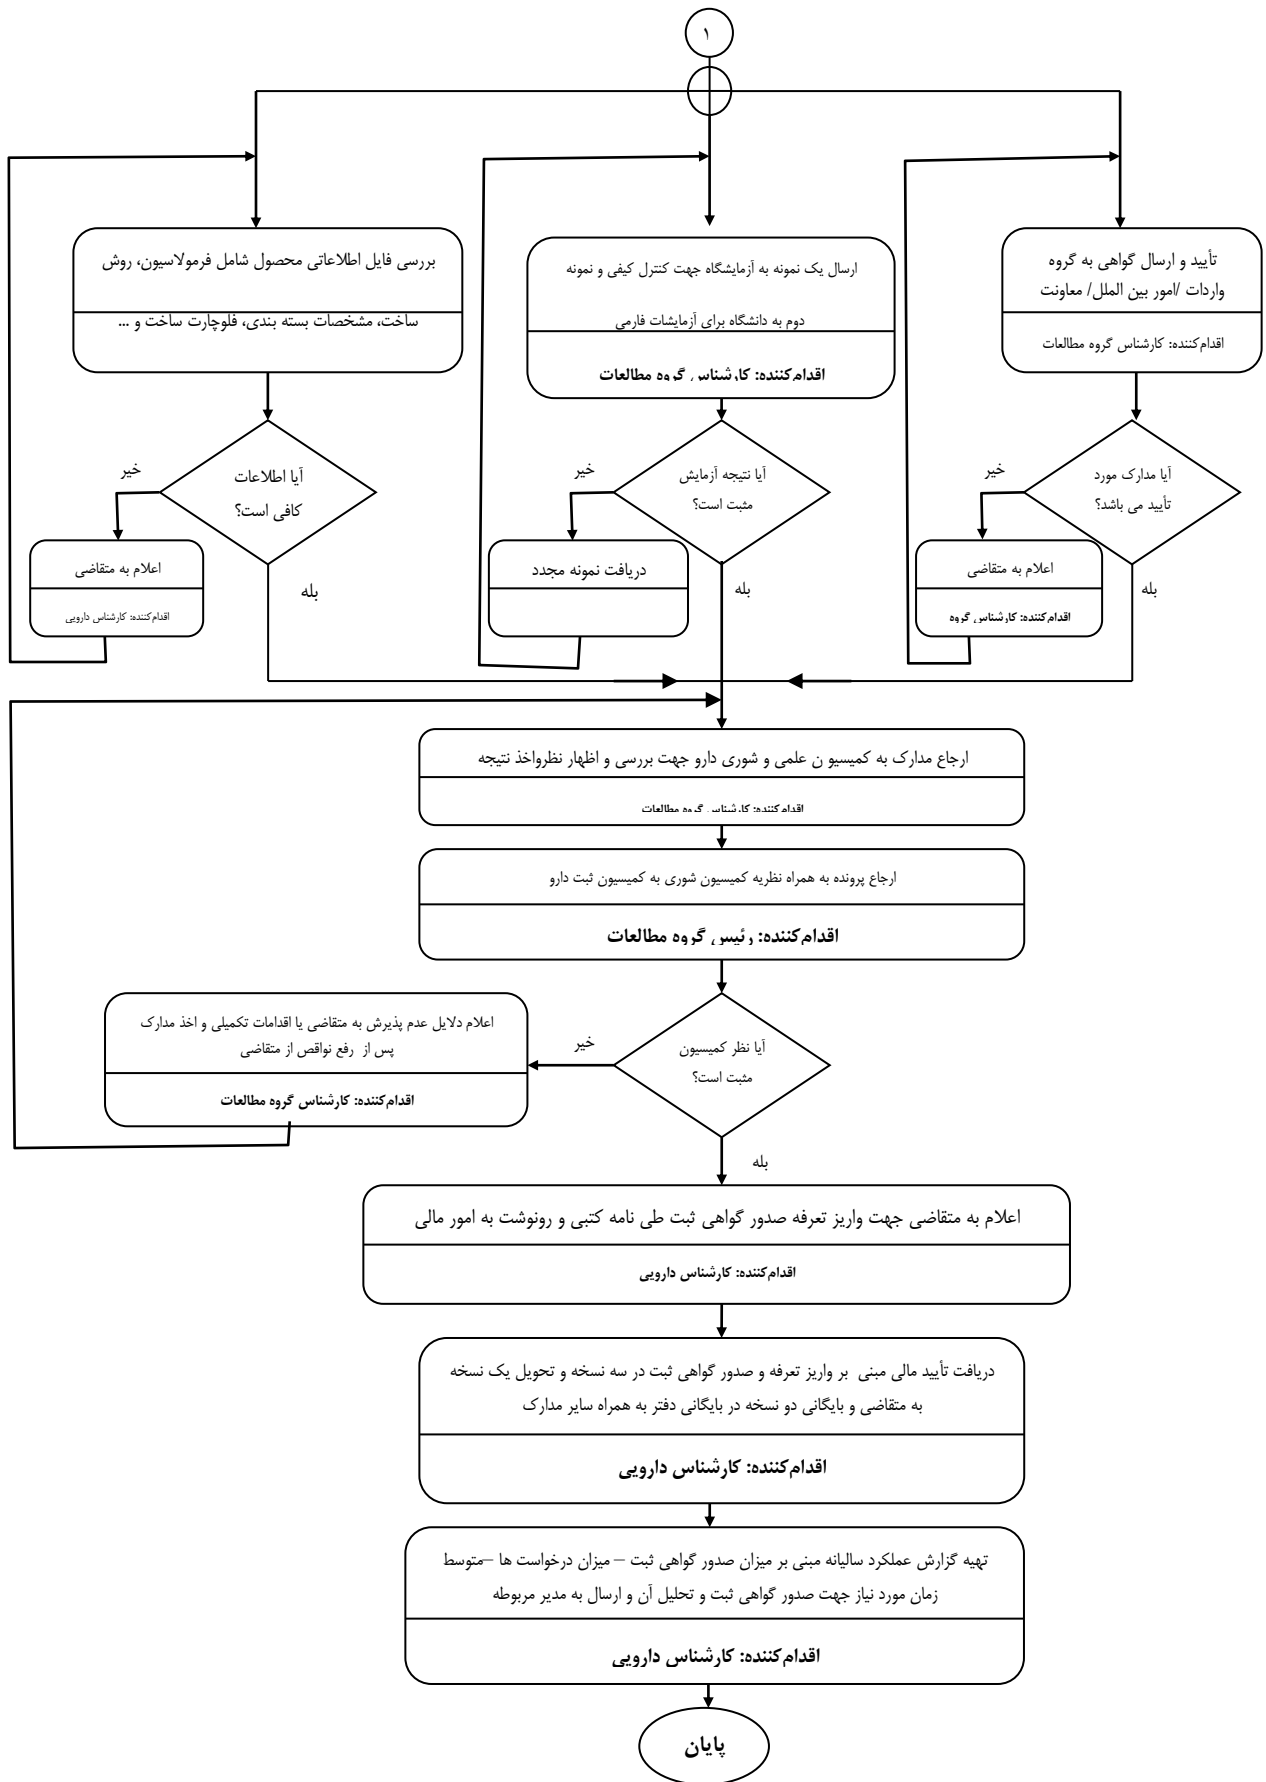 ۱
تأیید و ارسال گواهی به گروه
واردات /امور بین الملل/ معاونت
اقدام‌کننده: کارشناس گروه مطالعات
آیا مدارک مورد
تأیید می باشد؟
خیر
بله
اعلام به متقاضی
اقدام‌کننده: کارشناس گروه
ارسال یک نمونه به آزمایشگاه جهت کنترل کیفی و نمونه
دوم به دانشگاه برای آزمایشات فارمی
اقدام‌کننده: کارشناس گروه مطالعات
آیا نتیجه آزمایش
مثبت است؟
خیر
بله
دریافت نمونه مجدد
بررسی فایل اطلاعاتی محصول شامل فرمولاسیون، روش
ساخت، مشخصات بسته بندی، فلوچارت ساخت و ...
آیا اطلاعات
کافی است؟
خیر
بله
اعلام به متقاضی
اقدام‌کننده: کارشناس دارویی
ارجاع مدارک به کمیسیو ن علمی و شوری دارو جهت بررسی و اظهار نظرواخذ نتیجه
اقدام‌کننده: کارشناس گروه مطالعات
ارجاع پرونده به همراه نظریه کمیسیون شوری به کمیسیون ثبت دارو
اقدام‌کننده: رئیس گروه مطالعات
آیا نظر کمیسیون
مثبت است؟
خیر
بله
اعلام دلایل عدم پذیرش به متقاضی یا اقدامات تکمیلی و اخذ مدارک
پس از رفع نواقص از متقاضی
اقدام‌کننده: کارشناس گروه مطالعات
اعلام به متقاضی جهت واریز تعرفه صدور گواهی ثبت طی نامه کتبی و رونوشت به امور مالی
اقدام‌کننده: کارشناس دارویی
دریافت تأیید مالی مبنی بر واریز تعرفه و صدور گواهی ثبت در سه نسخه و تحویل یک نسخه
به متقاضی و بایگانی دو نسخه در بایگانی دفتر به همراه سایر مدارک
اقدام‌کننده: کارشناس دارویی
تهیه گزارش عملکرد سالیانه مبنی بر میزان صدور گواهی ثبت – میزان درخواست ها –متوسط
زمان مورد نیاز جهت صدور گواهی ثبت و تحلیل آن و ارسال به مدیر مربوطه
اقدام‌کننده: کارشناس دارویی
پایان